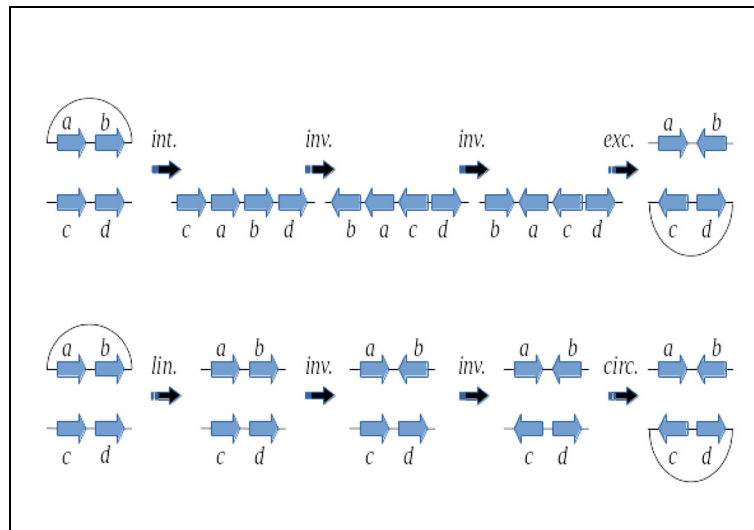 a b
int. inv. inv. exc. a b
c d c a b d b a c d b a c d c d
a b a b a b a b a b
lin. inv. inv. circ.
c d c d c d c d c d